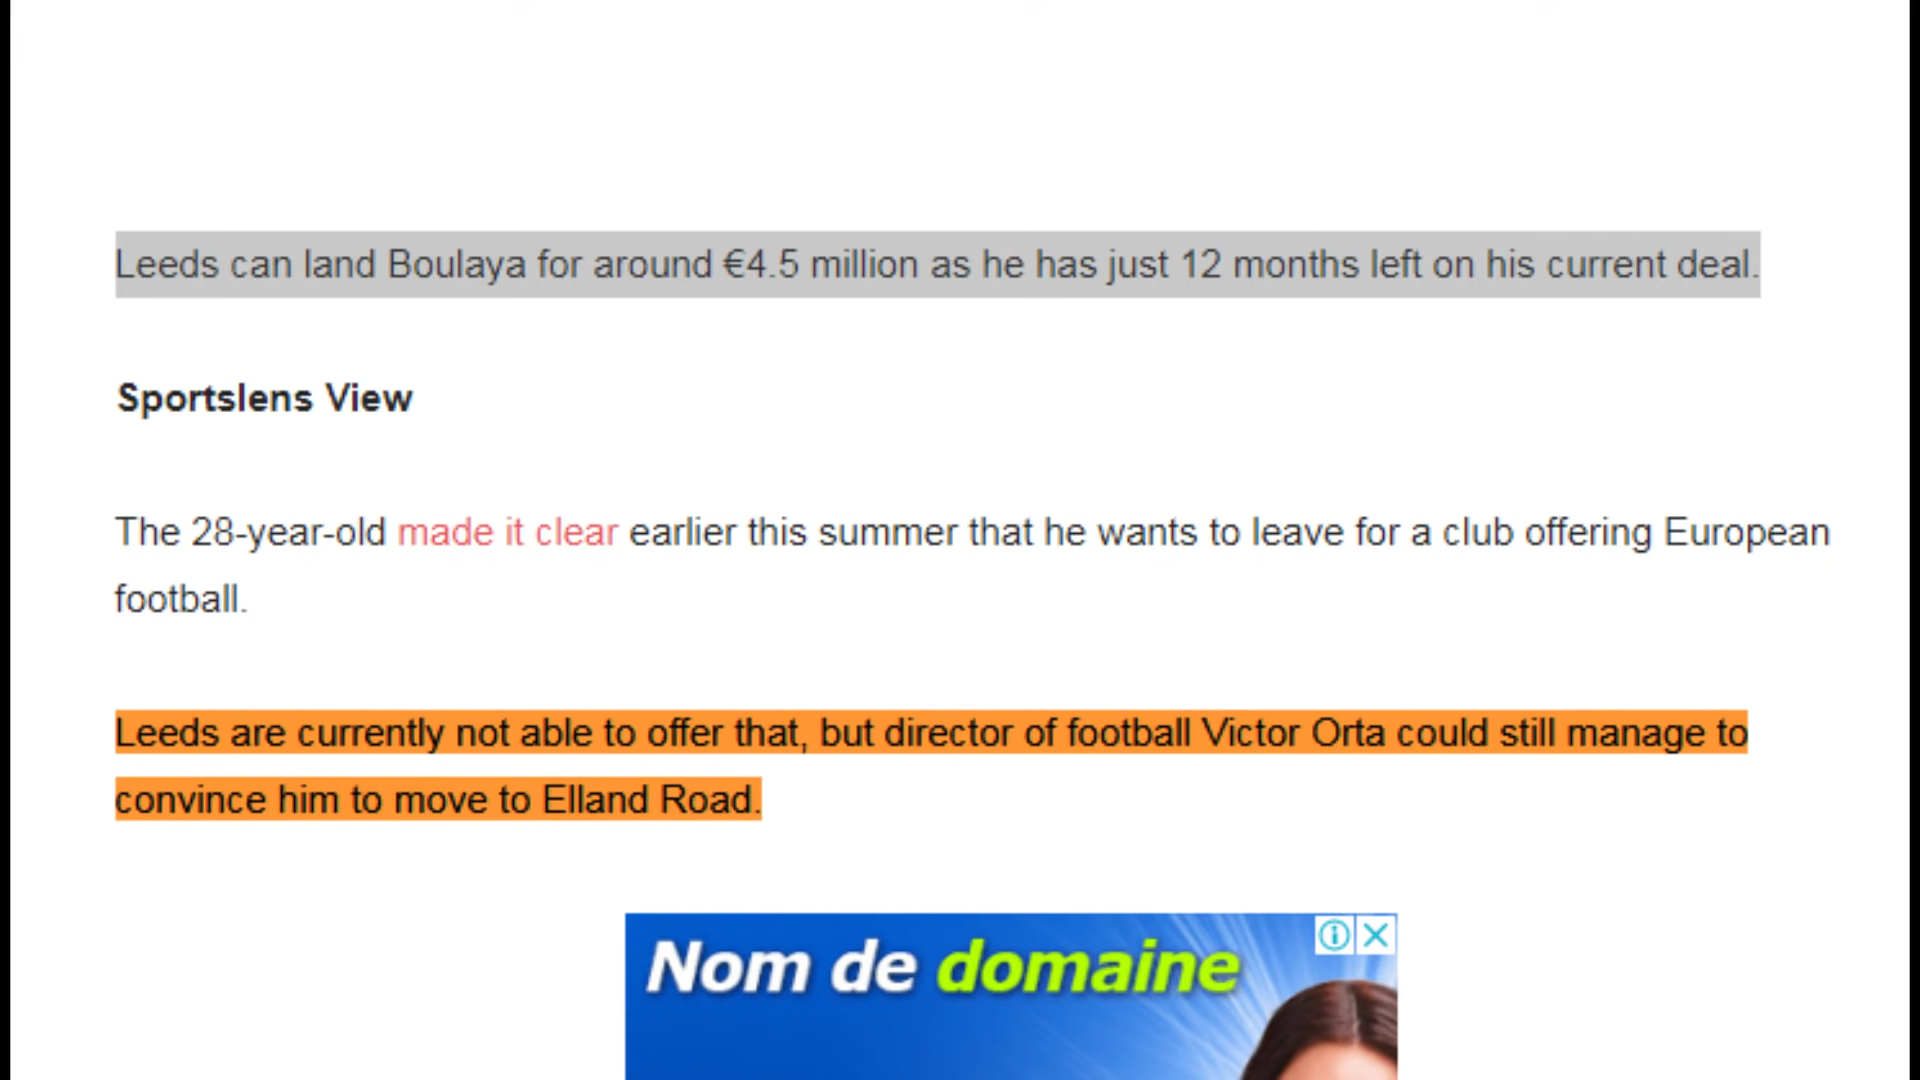 Leeds can land Boulaya for around €4.5 million as he has just 12 months left on his current deal.
Sportslens View
The 28-year-old made it clear earlier this summer that he wants to leave for a club offering European
football.
Leeds are currently not able to offer that, but director of football Victor Orta could still manage to
convince him to move to Elland Road.
Nom de domaine